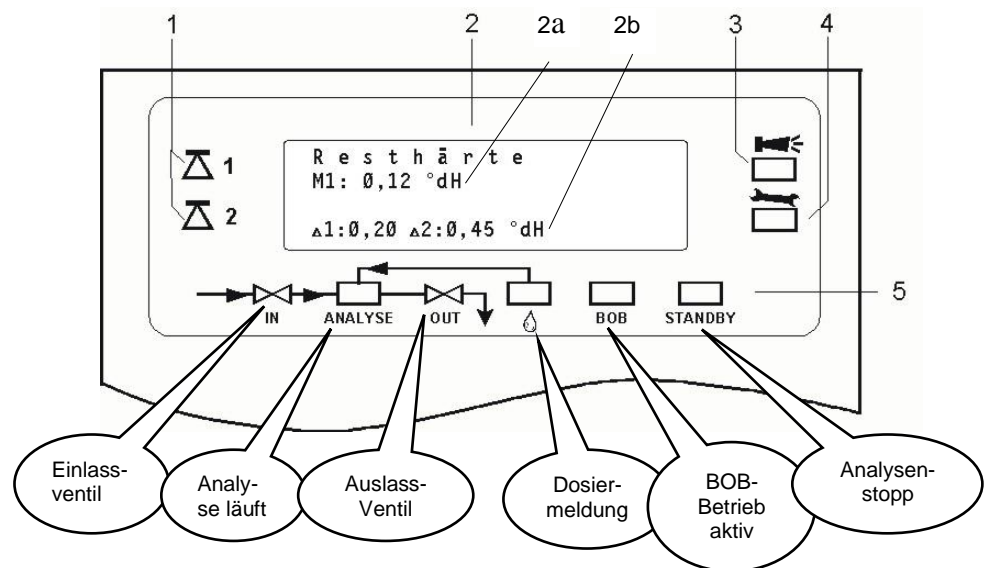 1
2
2a
2b
3
4
1
2
R e s t h ā r t e
M1: 0,12 °dH
▵1:0,20 ▵2:0,45 °dH
5
IN
ANALYSE
OUT
BOB
STANDBY
Einlass-
ventil
Analy-
se läuft
Auslass-
Ventil
Dosier-
meldung
BOB-
Betrieb
aktiv
Analysen-
stopp